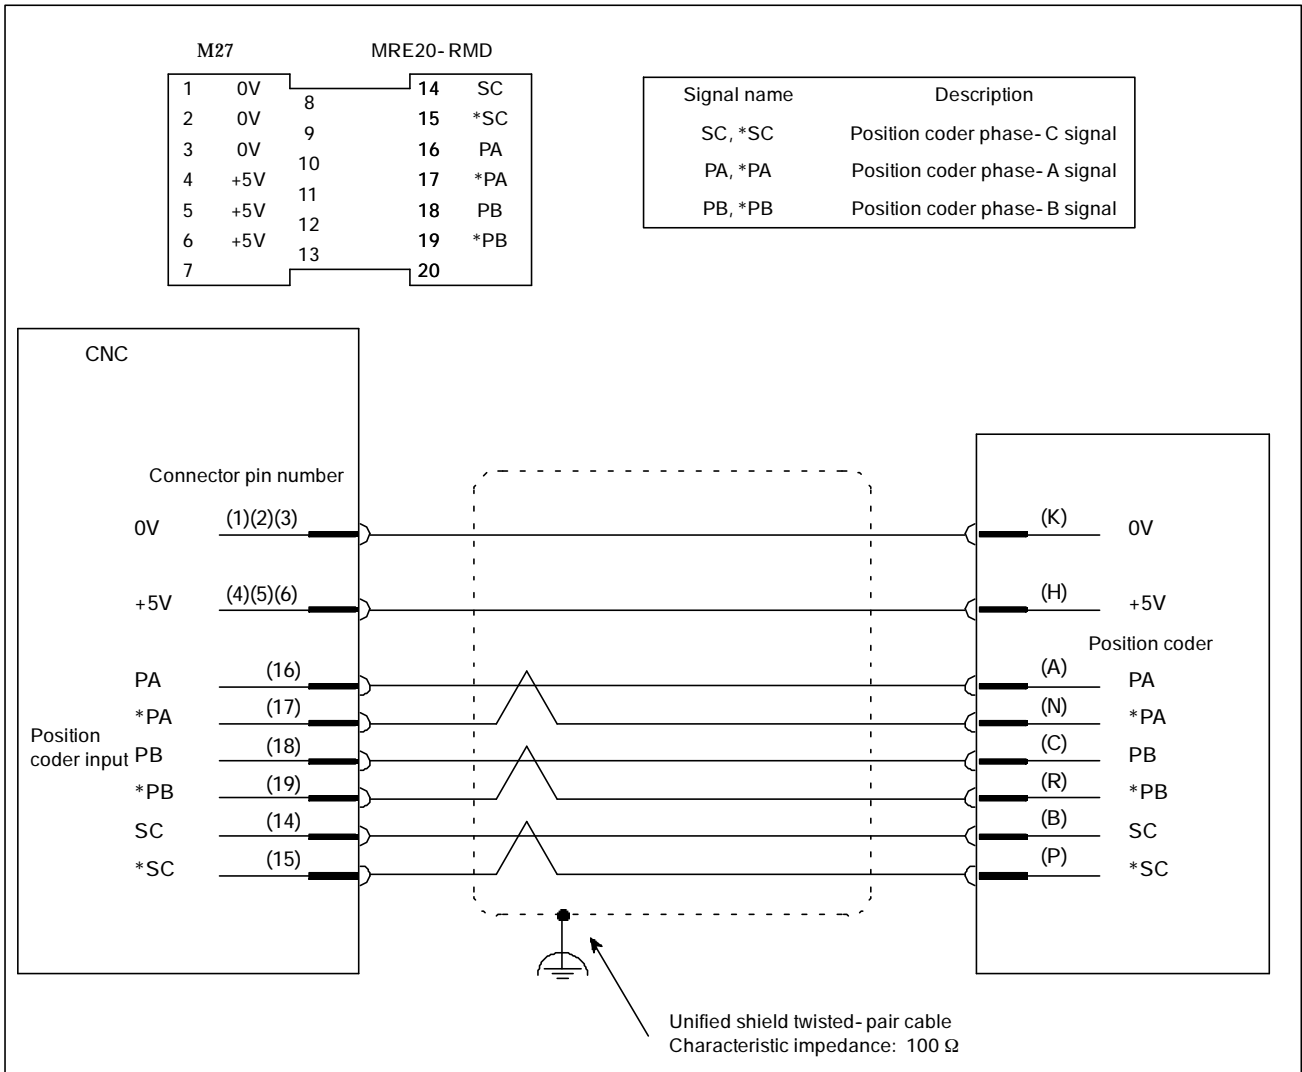 M27 MRE20-RMD
1 0V 14 SC
8
2 0V 15 *SC
9
3 0V 16 PA
10
4 +5V 17 *PA
11
5 +5V 18 PB
12
6 +5V 19 *PB
13
7 20
Signal name Description
SC, *SC Position coder phase-C signal
PA, *PA Position coder phase-A signal
PB, *PB Position coder phase-B signal
CNC
Connector pin number
0V (1)(2)(3) (K) 0V
+5V (4)(5)(6) (H) +5V
Position coder
PA (16) (A) PA
*PA (17) (N) *PA
Position
coder input
PB (18) (C) PB
*PB (19) (R) *PB
SC (14) (B) SC
*SC (15) (P) *SC
Unified shield twisted-pair cable
Characteristic impedance: 100 Ω